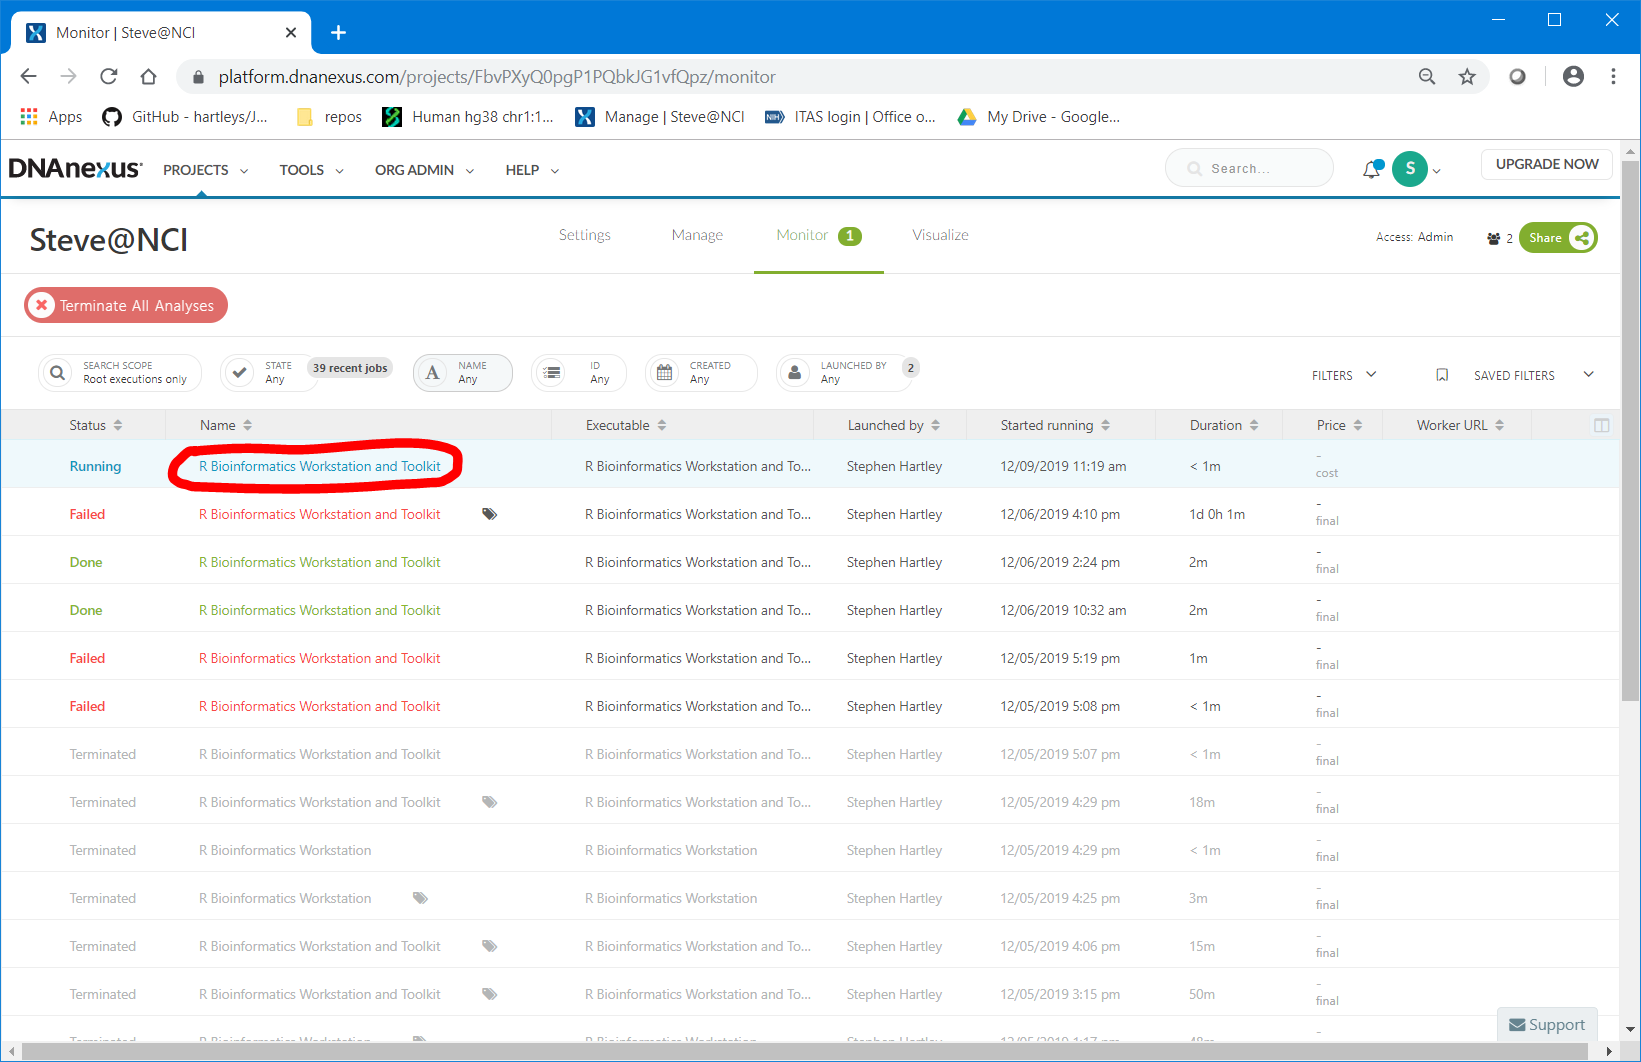 Monitor | Steve@NCI
platform.dnanexus.com/projects/FbvPXyQ0pgP1PQbkJG1vfQpz/monitor
Apps GitHub - hartleys/J... repos Human hg38 chr1:1... Manage | Steve@NCI NIH ITAS login | Office o... My Drive - Google...
DNAnexus PROJECTS TOOLS ORG ADMIN HELP Search... S UPGRADE NOW
Steve@NCI Settings Manage Monitor 1 Visualize Access: Admin 2 Share
Terminate All Analyses
SEARCH SCOPE STATE 39 recent jobs NAME ID CREATED LAUNCHED BY 2
Root executions only Any Any Any Any Any FILTERS SAVED FILTERS
Status Name Executable Launched by Started running Duration Price Worker URL
Running R Bioinformatics Workstation and Toolkit R Bioinformatics Workstation and To... Stephen Hartley 12/09/2019 11:19 am < 1m -
cost
Failed R Bioinformatics Workstation and Toolkit R Bioinformatics Workstation and To... Stephen Hartley 12/06/2019 4:10 pm 1d 0h 1m -
final
Done R Bioinformatics Workstation and Toolkit R Bioinformatics Workstation and To... Stephen Hartley 12/06/2019 2:24 pm 2m -
final
Done R Bioinformatics Workstation and Toolkit R Bioinformatics Workstation and To... Stephen Hartley 12/06/2019 10:32 am 2m -
final
Failed R Bioinformatics Workstation and Toolkit R Bioinformatics Workstation and To... Stephen Hartley 12/05/2019 5:19 pm 1m -
final
Failed R Bioinformatics Workstation and Toolkit R Bioinformatics Workstation and To... Stephen Hartley 12/05/2019 5:08 pm < 1m -
final
Terminated R Bioinformatics Workstation and Toolkit R Bioinformatics Workstation and To... Stephen Hartley 12/05/2019 5:07 pm < 1m -
final
Terminated R Bioinformatics Workstation and Toolkit R Bioinformatics Workstation and To... Stephen Hartley 12/05/2019 4:29 pm 18m -
final
Terminated R Bioinformatics Workstation R Bioinformatics Workstation Stephen Hartley 12/05/2019 4:29 pm < 1m -
final
Terminated R Bioinformatics Workstation R Bioinformatics Workstation Stephen Hartley 12/05/2019 4:25 pm 3m -
final
Terminated R Bioinformatics Workstation and Toolkit R Bioinformatics Workstation and To... Stephen Hartley 12/05/2019 4:06 pm 15m -
final
Terminated R Bioinformatics Workstation and Toolkit R Bioinformatics Workstation and To... Stephen Hartley 12/05/2019 3:15 pm 50m -
final
Support